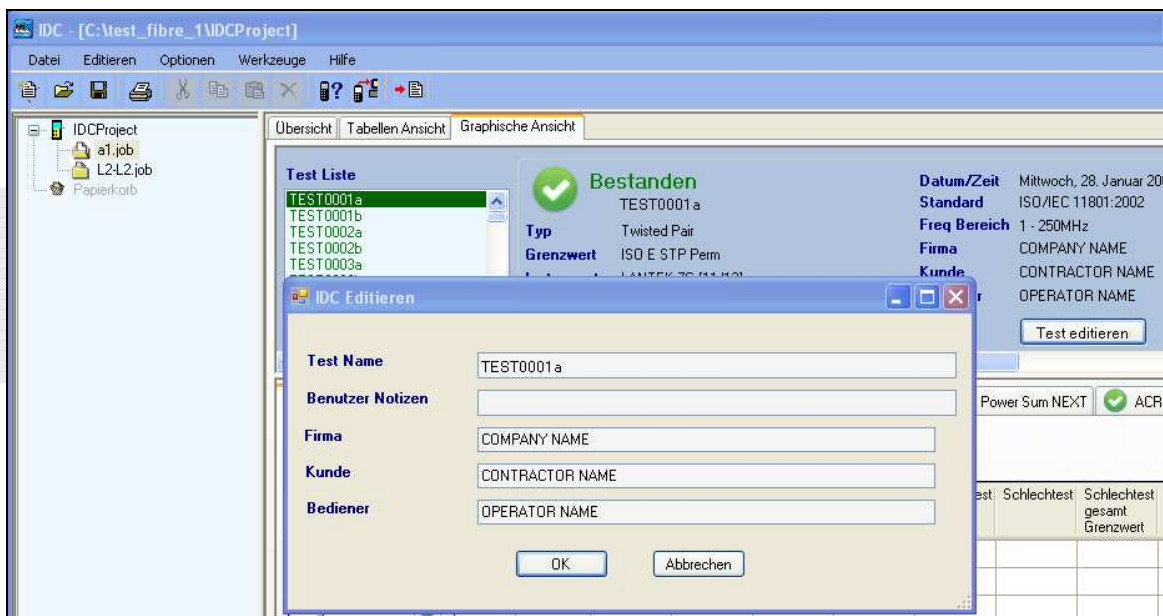 IDC - [C:\test_fibre_1\IDCProject]
Datei Editieren Optionen Werkzeuge Hilfe
IDCProject
a1.job
L2-L2.job
Papierkorb
Übersicht Tabellen Ansicht Graphische Ansicht
Test Liste
TEST0001a
TEST0001b
TEST0002a
TEST0002b
TEST0003a
Bestanden
TEST0001a
Typ Twisted Pair
Grenzwert ISO E STP Perm
Datum/Zeit Mittwoch, 28. Januar 20
Standard ISO/IEC 11801:2002
Freq Bereich 1 - 250MHz
Firma COMPANY NAME
Kunde CONTRACTOR NAME
r OPERATOR NAME
Test editieren
IDC Editieren
Test Name TEST0001a
Benutzer Notizen
Firma COMPANY NAME
Kunde CONTRACTOR NAME
Bediener OPERATOR NAME
OK Abbrechen
Power Sum NEXT ACR
est Schlechtest Schlechtest
gesamt
Grenzwert